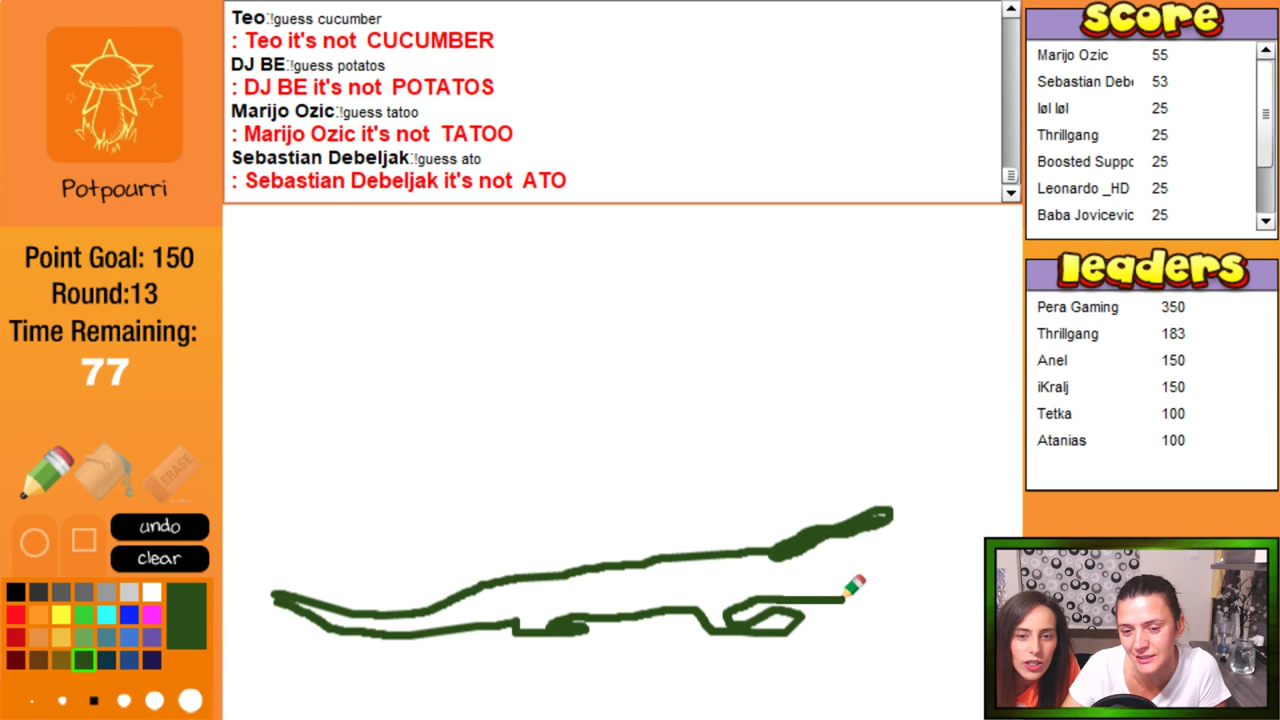 Teo: !guess cucumber
: Teo it's not CUCUMBER
DJ BE: !guess potatos
: DJ BE it's not POTATOS
Marijo Ozic: !guess tatoo
: Marijo Ozic it's not TATOO
Sebastian Debeljak: !guess ato
: Sebastian Debeljak it's not ATO
Potpourri
Point Goal: 150
Round:13
Time Remaining:
77
ERASE
undo
clear
score
Marijo Ozic 55
Sebastian Debe 53
løl løl 25
Thrillgang 25
Boosted Suppo 25
Leonardo _HD 25
Baba Jovicevic 25
leaders
Pera Gaming 350
Thrillgang 183
Anel 150
iKralj 150
Tetka 100
Atanias 100